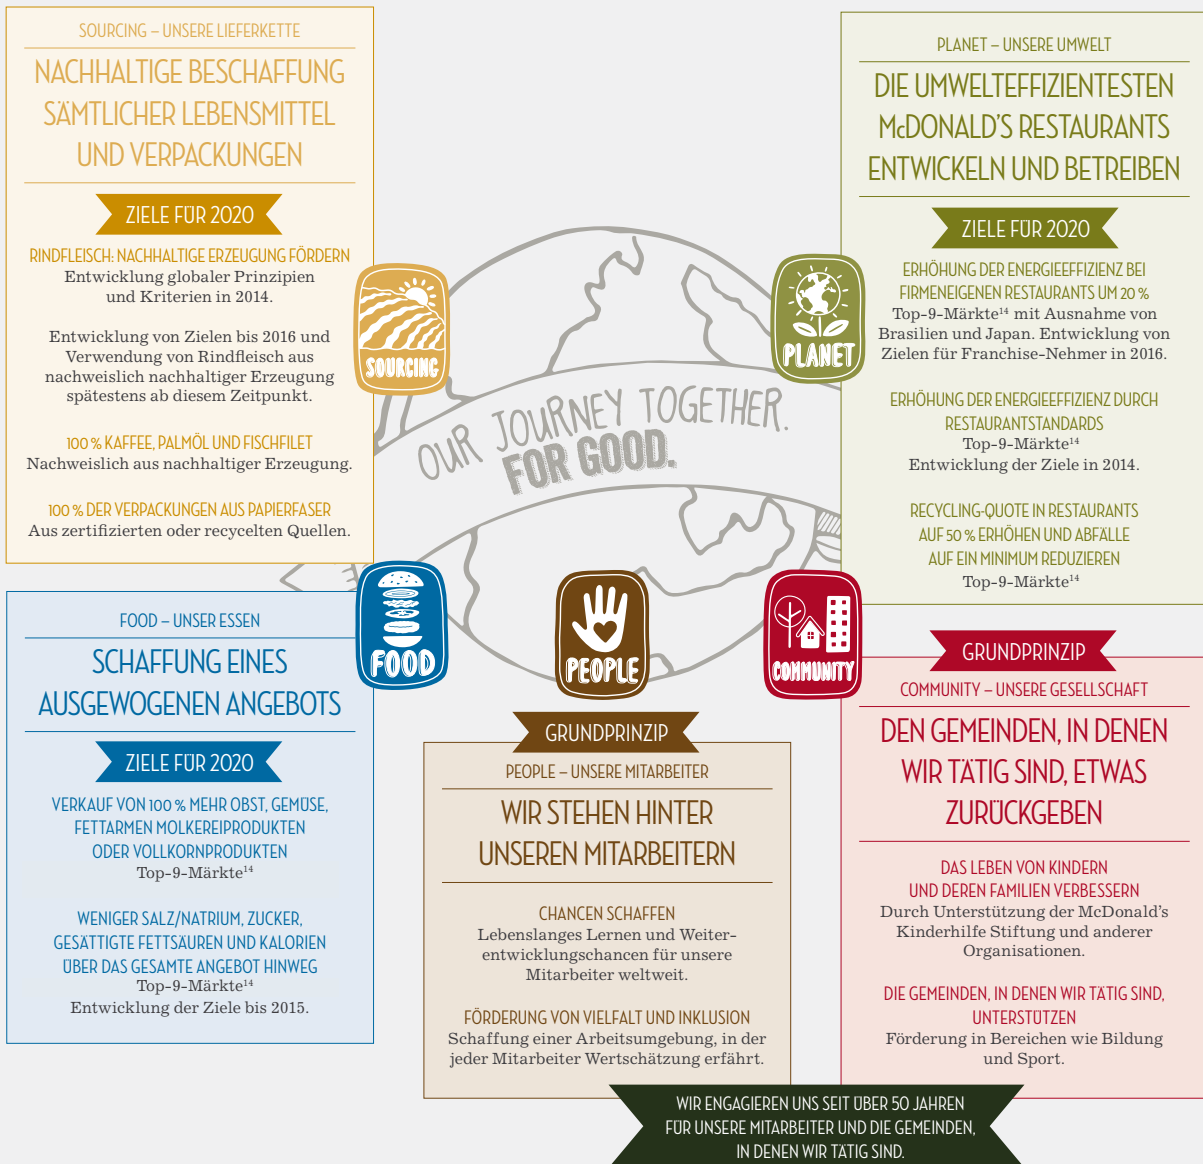 SOURCING – UNSERE LIEFERKETTE
NACHHALTIGE BESCHAFFUNG
SÄMTLICHER LEBENSMITTEL
UND VERPACKUNGEN
ZIELE FÜR 2020
RINDFLEISCH: NACHHALTIGE ERZEUGUNG FÖRDERN
Entwicklung globaler Prinzipien
und Kriterien in 2014.
Entwicklung von Zielen bis 2016 und
Verwendung von Rindfleisch aus
nachweislich nachhaltiger Erzeugung
spätestens ab diesem Zeitpunkt.
100 % KAFFEE, PALMÖL UND FISCHFILET
Nachweislich aus nachhaltiger Erzeugung.
100 % DER VERPACKUNGEN AUS PAPIERFASER
Aus zertifizierten oder recycelten Quellen.
SOURCING
OUR JOURNEY TOGETHER.
FOR GOOD.
PLANET
PLANET – UNSERE UMWELT
DIE UMWELTEFFIZIENTESTEN
McDONALD'S RESTAURANTS
ENTWICKELN UND BETREIBEN
ZIELE FÜR 2020
ERHÖHUNG DER ENERGIEEFFIZIENZ BEI
FIRMENEIGENEN RESTAURANTS UM 20 %
Top-9-Märkte¹⁴ mit Ausnahme von
Brasilien und Japan. Entwicklung von
Zielen für Franchise-Nehmer in 2016.
ERHÖHUNG DER ENERGIEEFFIZIENZ DURCH
RESTAURANTSTANDARDS
Top-9-Märkte¹⁴
Entwicklung der Ziele in 2014.
RECYCLING-QUOTE IN RESTAURANTS
AUF 50 % ERHÖHEN UND ABFÄLLE
AUF EIN MINIMUM REDUZIEREN
Top-9-Märkte¹⁴
FOOD – UNSER ESSEN
SCHAFFUNG EINES
AUSGEWOGENEN ANGEBOTS
ZIELE FÜR 2020
VERKAUF VON 100 % MEHR OBST, GEMÜSE,
FETTARMEN MOLKEREIPRODUKTEN
ODER VOLLKORNPRODUKTEN
Top-9-Märkte¹⁴
WENIGER SALZ/NATRIUM, ZUCKER,
GESÄTTIGTE FETTSÄUREN UND KALORIEN
ÜBER DAS GESAMTE ANGEBOT HINWEG
Top-9-Märkte¹⁴
Entwicklung der Ziele bis 2015.
FOOD
PEOPLE
COMMUNITY
GRUNDPRINZIP
PEOPLE – UNSERE MITARBEITER
WIR STEHEN HINTER
UNSEREN MITARBEITERN
CHANCEN SCHAFFEN
Lebenslanges Lernen und Weiter-
entwicklungschancen für unsere
Mitarbeiter weltweit.
FÖRDERUNG VON VIELFALT UND INKLUSION
Schaffung einer Arbeitsumgebung, in der
jeder Mitarbeiter Wertschätzung erfährt.
GRUNDPRINZIP
COMMUNITY – UNSERE GESELLSCHAFT
DEN GEMEINDEN, IN DENEN
WIR TÄTIG SIND, ETWAS
ZURÜCKGEBEN
DAS LEBEN VON KINDERN
UND DEREN FAMILIEN VERBESSERN
Durch Unterstützung der McDonald's
Kinderhilfe Stiftung und anderer
Organisationen.
DIE GEMEINDEN, IN DENEN WIR TÄTIG SIND,
UNTERSTÜTZEN
Förderung in Bereichen wie Bildung
und Sport.
WIR ENGAGIEREN UNS SEIT ÜBER 50 JAHREN
FÜR UNSERE MITARBEITER UND DIE GEMEINDEN,
IN DENEN WIR TÄTIG SIND.